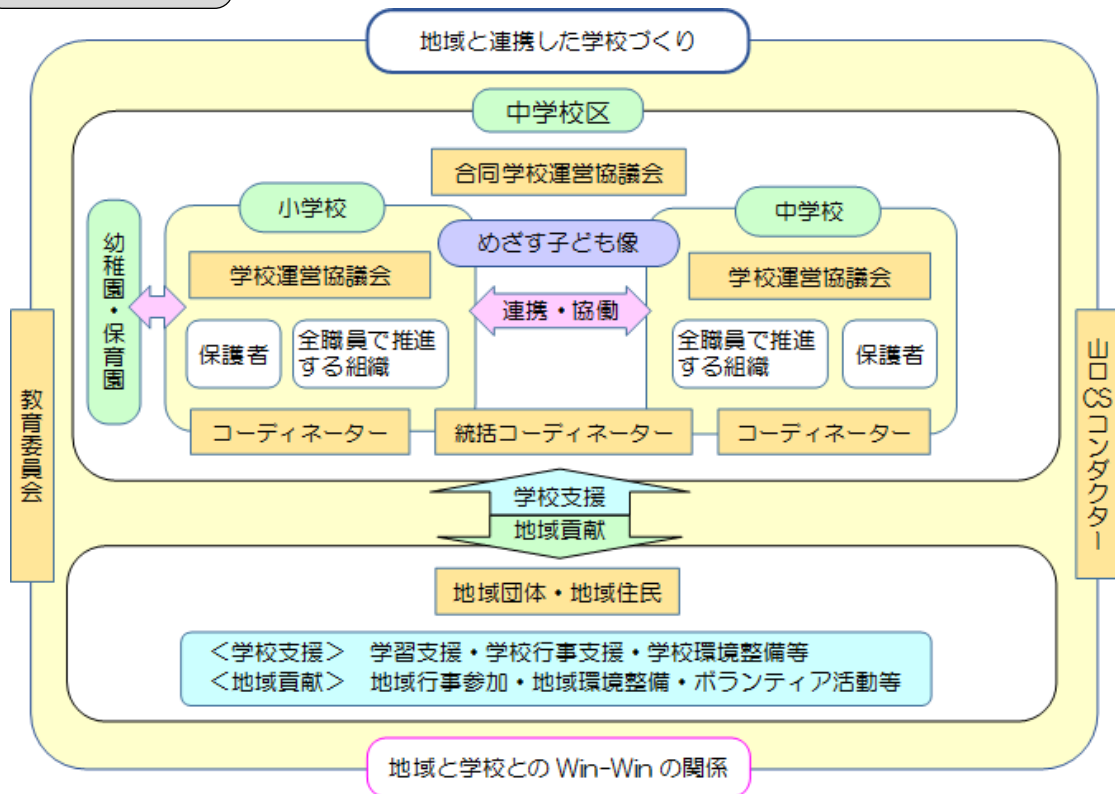 地域と連携した学校づくり
中学校区
合同学校運営協議会
小学校
中学校
めざす子ども像
幼稚園・保育園
学校運営協議会
学校運営協議会
連携・協働
保護者
全職員で推進
する組織
全職員で推進
する組織
保護者
コーディネーター
統括コーディネーター
コーディネーター
教育委員会
山口CSコンダクター
学校支援
地域貢献
地域団体・地域住民
<学校支援> 学習支援・学校行事支援・学校環境整備等
<地域貢献> 地域行事参加・地域環境整備・ボランティア活動等
地域と学校との Win-Win の関係